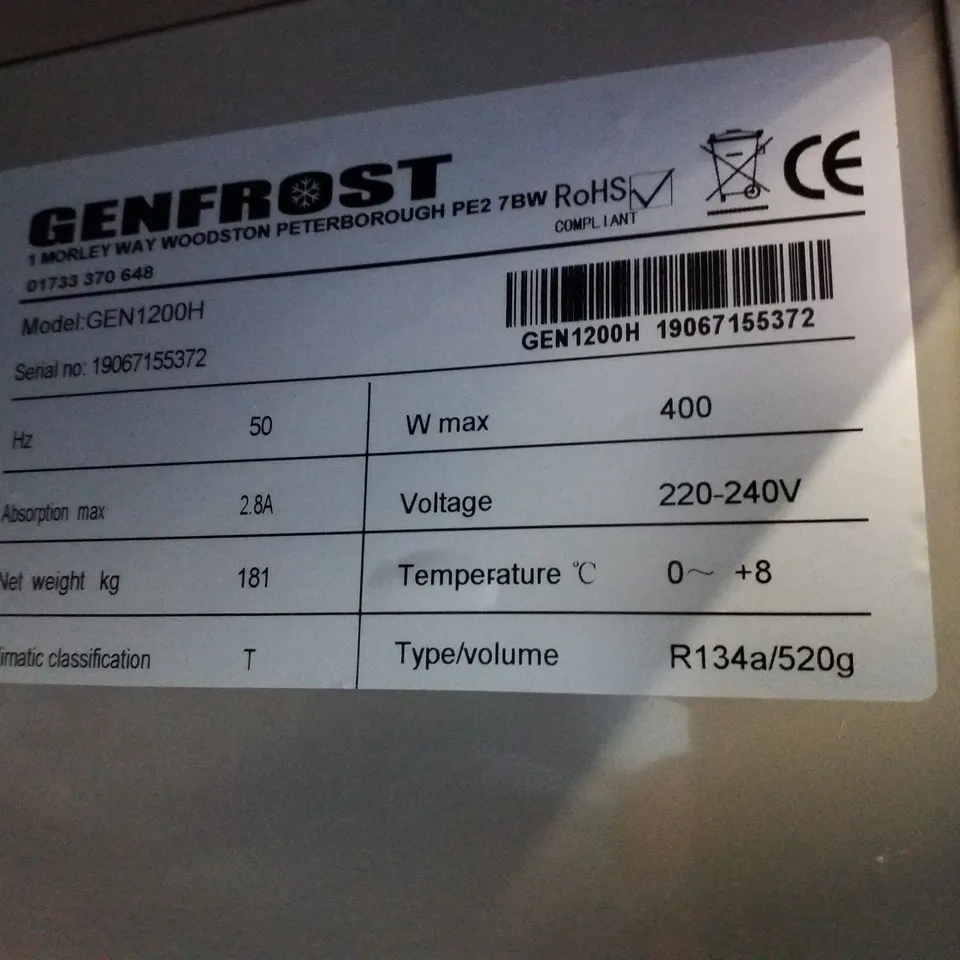 GENFROST
1 MORLEY WAY WOODSTON PETERBOROUGH PE2 7BW
01733 370 648
RoHS
COMPLIANT
CE
Model:GEN1200H
Serial no: 19067155372
GEN1200H 19067155372
Hz 50 W max 400
Absorption max 2.8A Voltage 220-240V
Net weight kg 181 Temperature °C 0~ +8
imatic classification T Type/volume R134a/520g